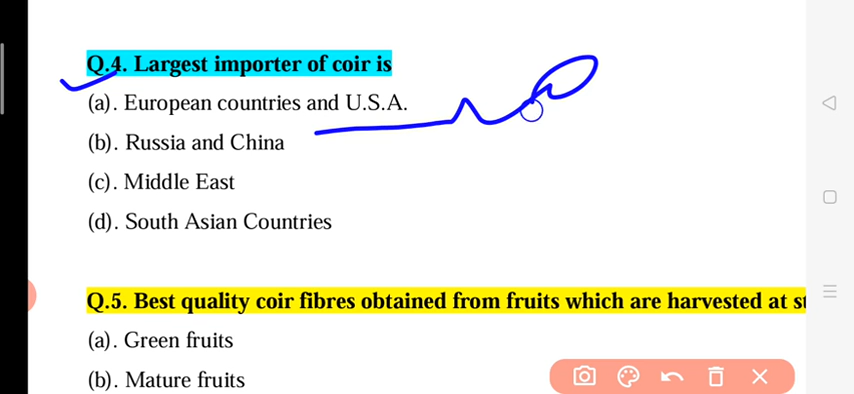 Q.4. Largest importer of coir is
(a). European countries and U.S.A.
(b). Russia and China
(c). Middle East
(d). South Asian Countries
Q.5. Best quality coir fibres obtained from fruits which are harvested at
(a). Green fruits
(b). Mature fruits